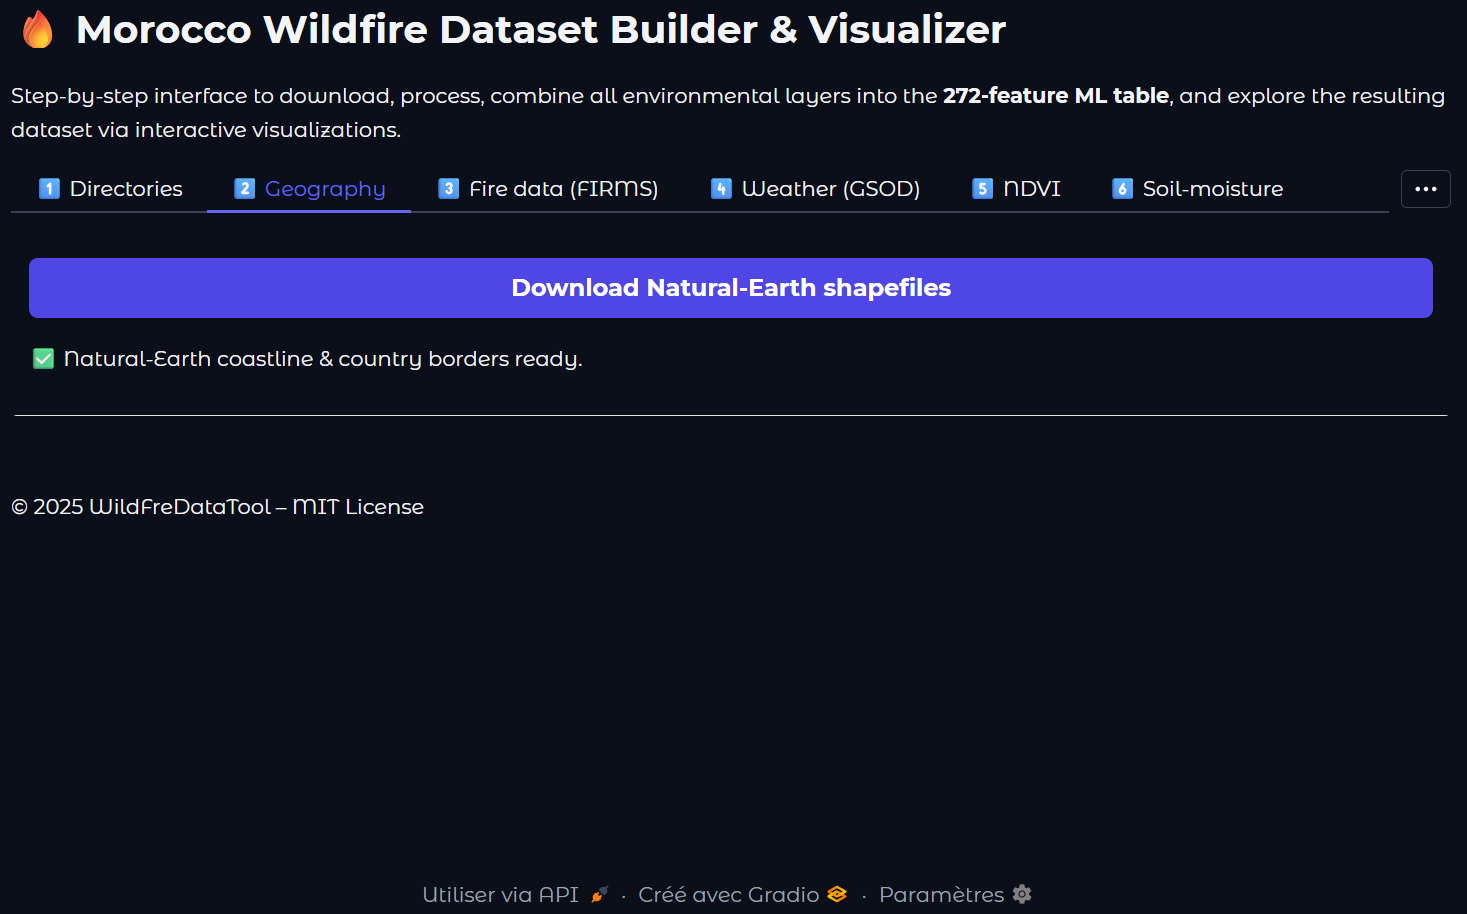 🔥 Morocco Wildfire Dataset Builder & Visualizer
Step-by-step interface to download, process, combine all environmental layers into the 272-feature ML table, and explore the resulting
dataset via interactive visualizations.
1️⃣ Directories 2️⃣ Geography 3️⃣ Fire data (FIRMS) 4️⃣ Weather (GSOD) 5️⃣ NDVI 6️⃣ Soil-moisture ...
Download Natural-Earth shapefiles
✅ Natural-Earth coastline & country borders ready.
© 2025 WildFreDataTool – MIT License
Utiliser via API 🚀 · Créé avec Gradio · Paramètres ⚙️